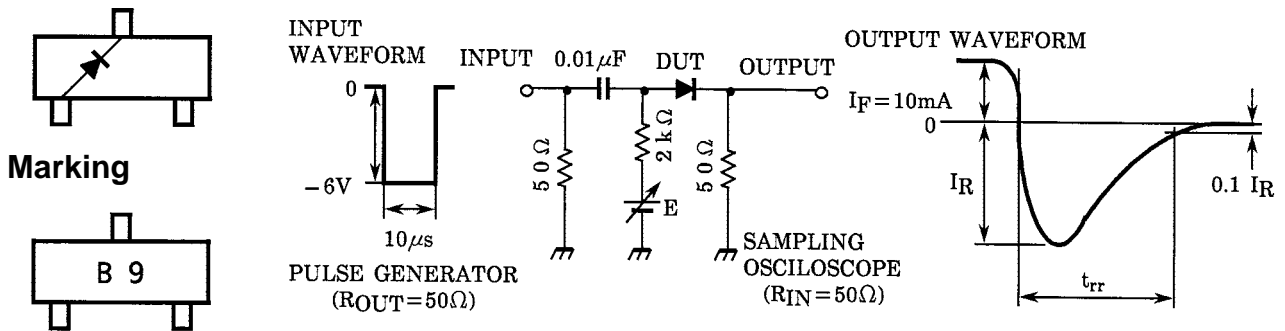 Marking
B 9
INPUT
WAVEFORM
0
−6V
10μs
PULSE GENERATOR
(ROUT=50Ω)
INPUT
0.01μF
DUT
OUTPUT
50Ω
2kΩ
E
50Ω
SAMPLING
OSCILOSCOPE
(RIN=50Ω)
OUTPUT WAVEFORM
IF=10mA
0
IR
0.1 IR
trr